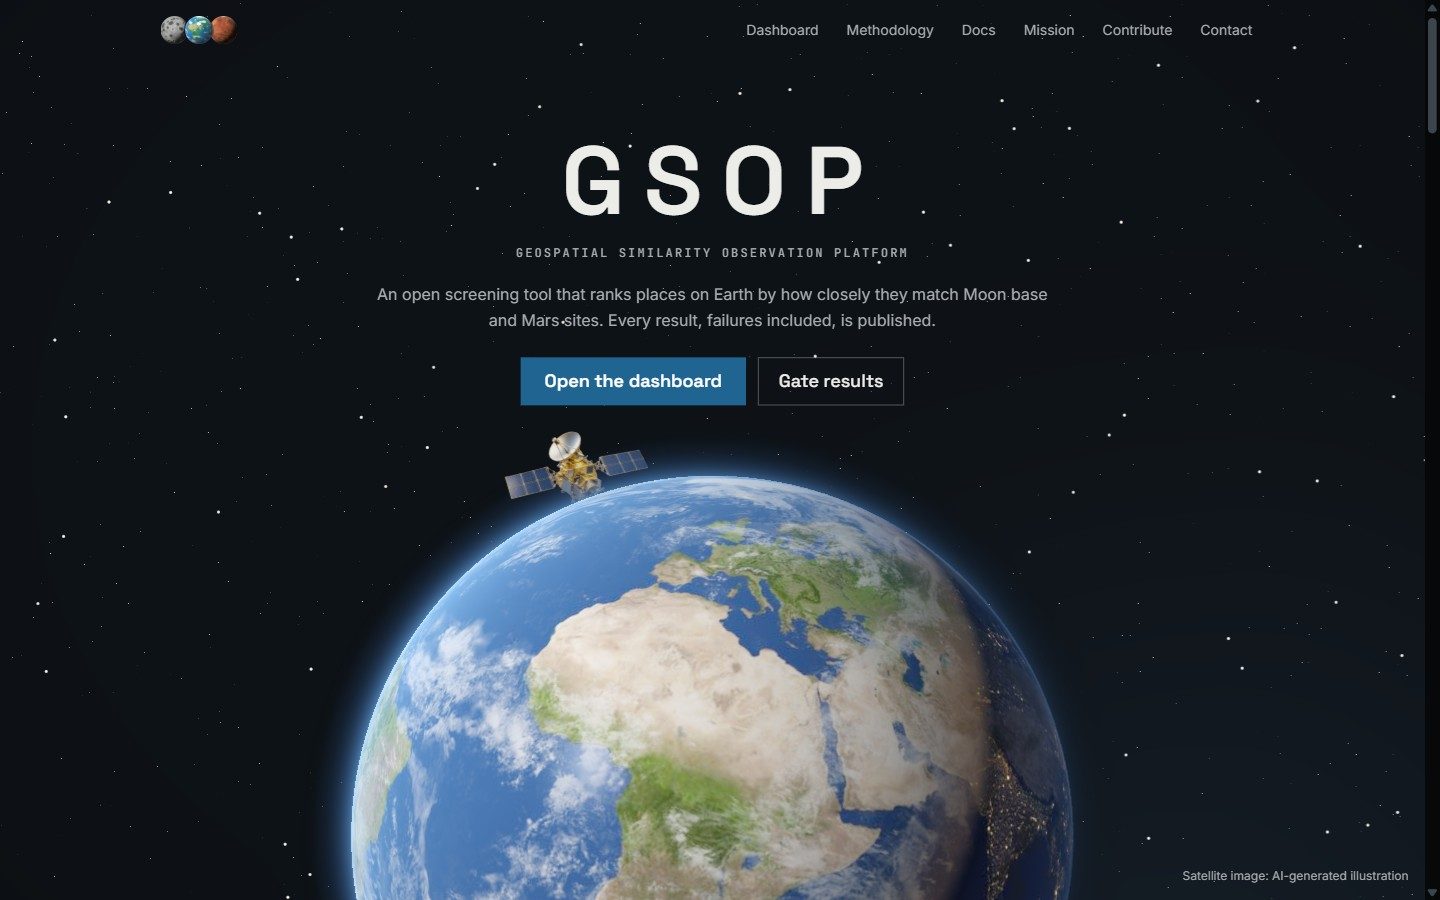 Dashboard Methodology Docs Mission Contribute Contact
GSOP
GEOSPATIAL SIMILARITY OBSERVATION PLATFORM
An open screening tool that ranks places on Earth by how closely they match Moon base
and Mars sites. Every result, failures included, is published.
Open the dashboard Gate results
Satellite image: AI-generated illustration